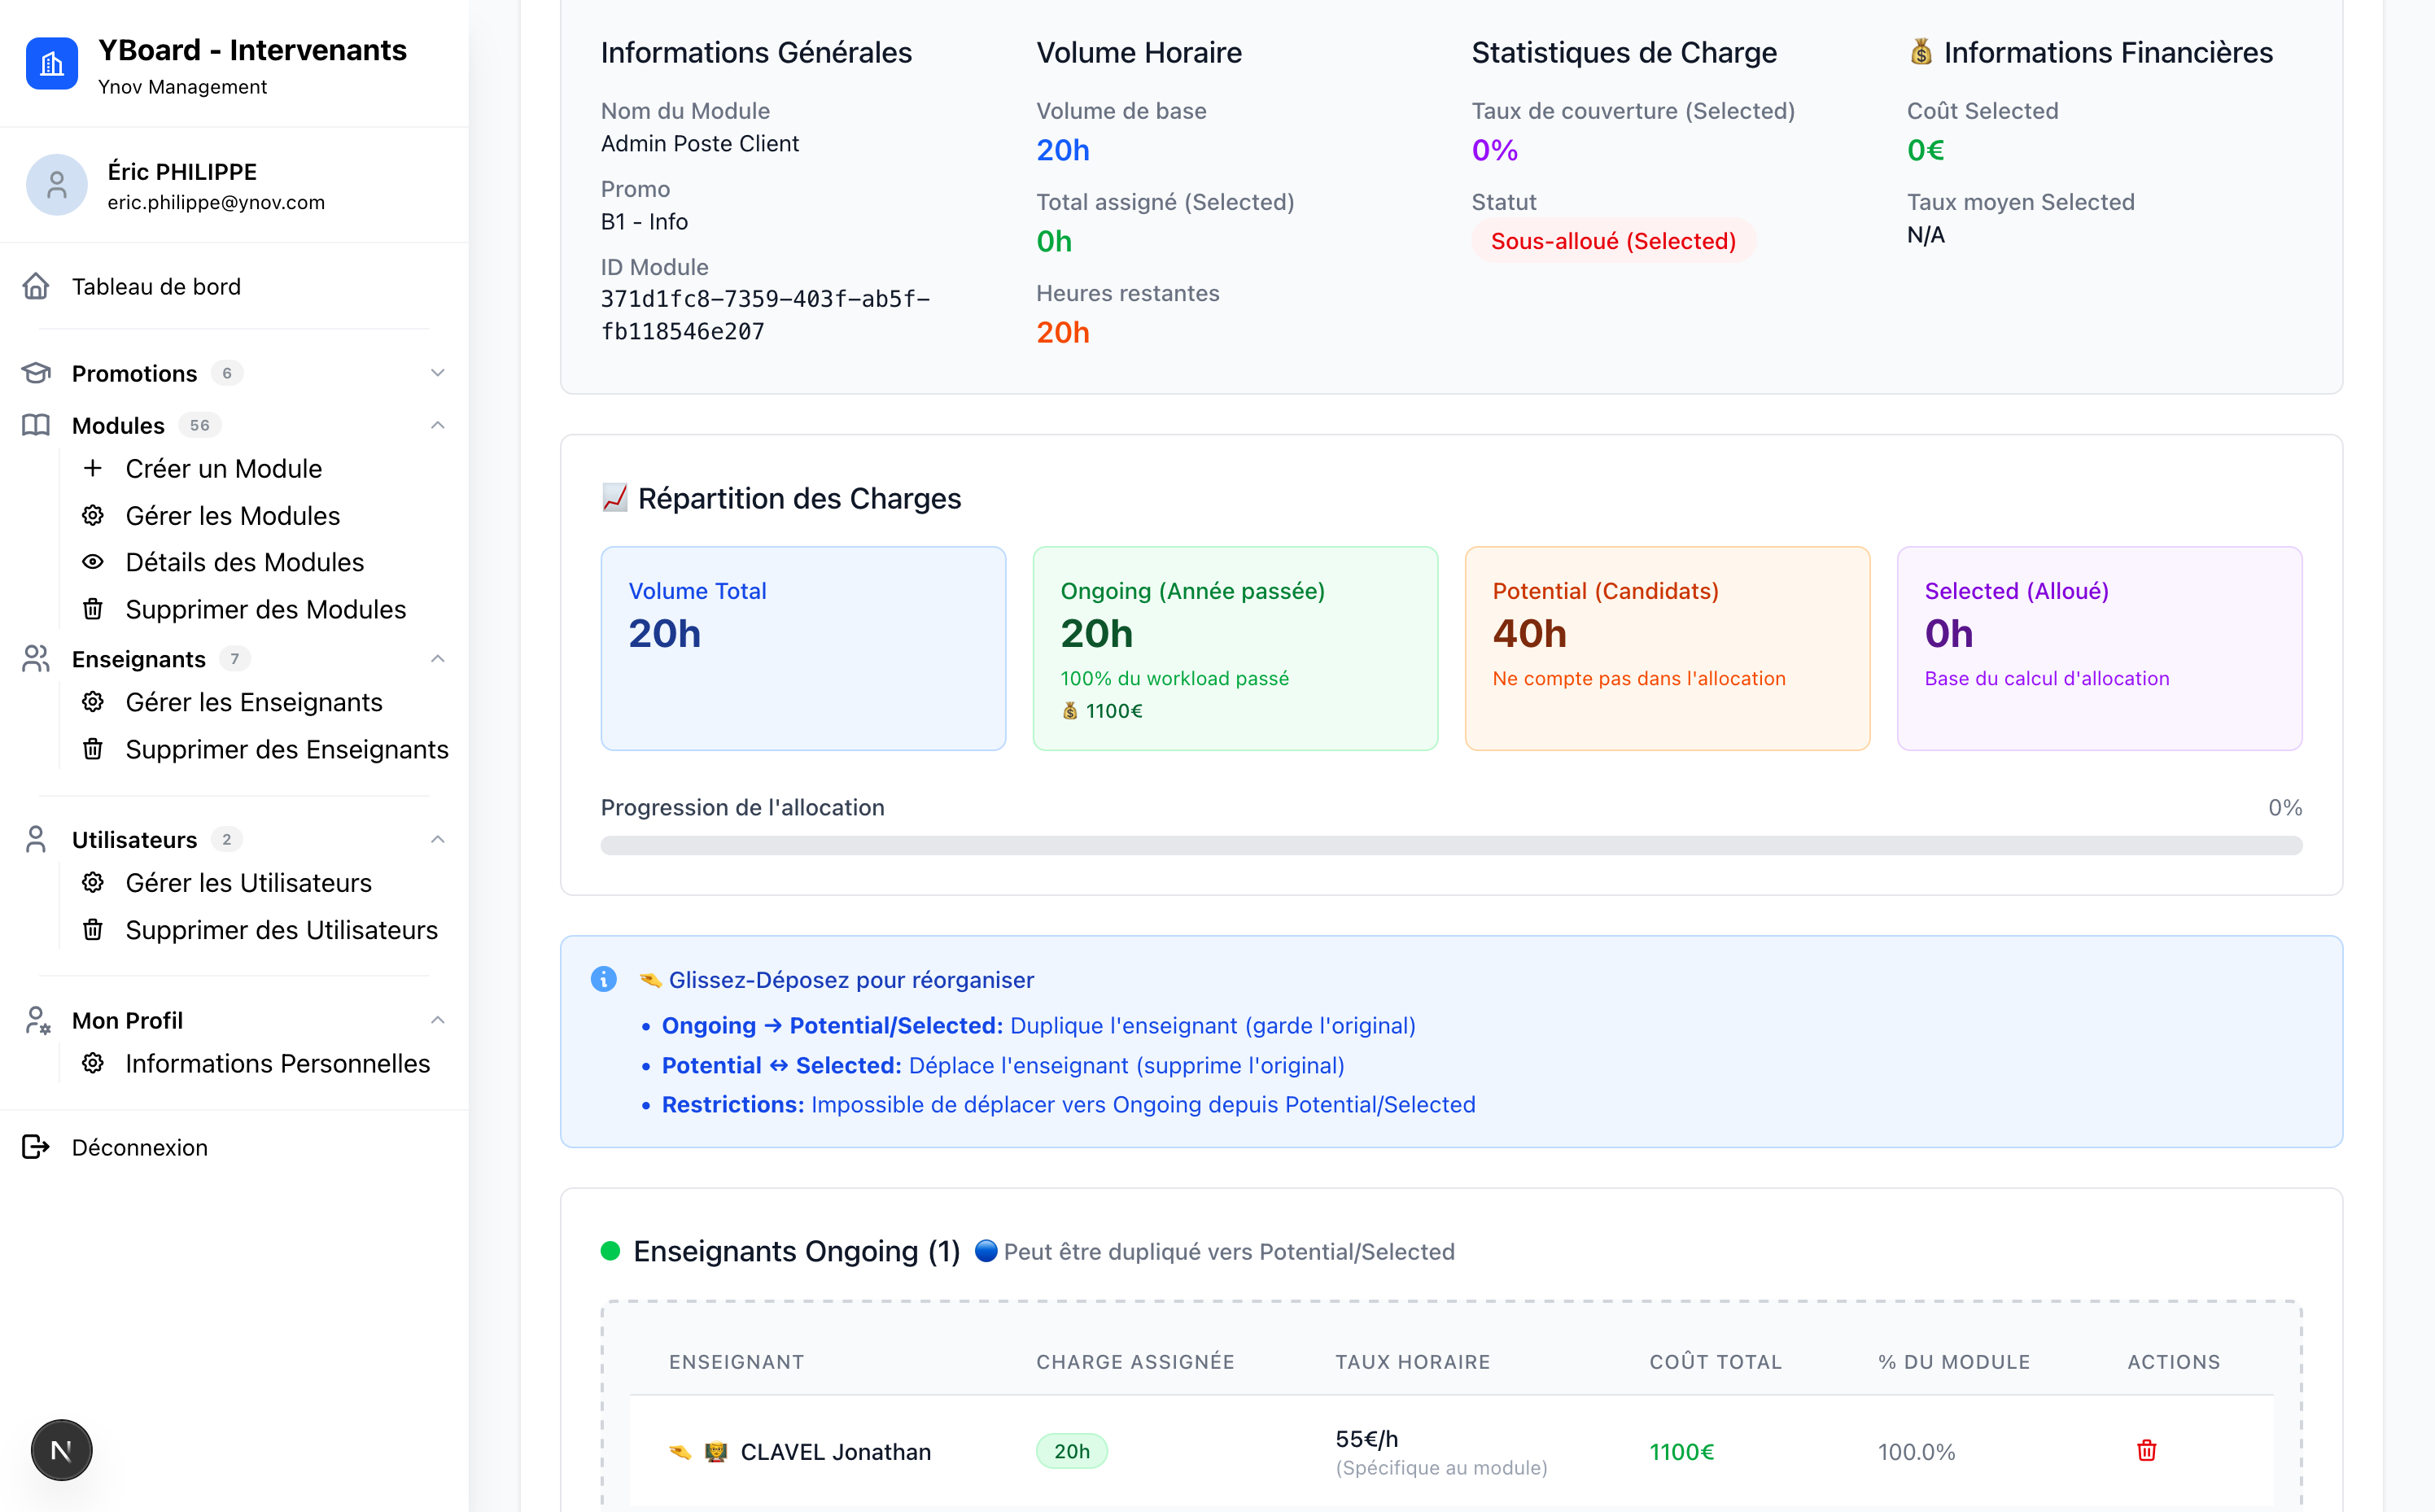 YBoard - Intervenants
Ynov Management
Éric PHILIPPE
eric.philippe@ynov.com
Tableau de bord
Promotions 6
Modules 56
Créer un Module
Gérer les Modules
Détails des Modules
Supprimer des Modules
Enseignants 7
Gérer les Enseignants
Supprimer des Enseignants
Utilisateurs 2
Gérer les Utilisateurs
Supprimer des Utilisateurs
Mon Profil
Informations Personnelles
Déconnexion
N
Informations Générales
Nom du Module
Admin Poste Client
Promo
B1 - Info
ID Module
371d1fc8-7359-403f-ab5f-
fb118546e207
Volume Horaire
Volume de base
20h
Total assigné (Selected)
0h
Heures restantes
20h
Statistiques de Charge
Taux de couverture (Selected)
0%
Statut
Sous-alloué (Selected)
💰 Informations Financières
Coût Selected
0€
Taux moyen Selected
N/A
📈 Répartition des Charges
Volume Total
20h
Ongoing (Année passée)
20h
100% du workload passé
💰 1100€
Potential (Candidats)
40h
Ne compte pas dans l'allocation
Selected (Alloué)
0h
Base du calcul d'allocation
Progression de l'allocation 0%
Glissez-Déposez pour réorganiser
• Ongoing → Potential/Selected: Duplique l'enseignant (garde l'original)
• Potential ↔ Selected: Déplace l'enseignant (supprime l'original)
• Restrictions: Impossible de déplacer vers Ongoing depuis Potential/Selected
Enseignants Ongoing (1) 🔵 Peut être dupliqué vers Potential/Selected
ENSEIGNANT CHARGE ASSIGNÉE TAUX HORAIRE COÛT TOTAL % DU MODULE ACTIONS
CLAVEL Jonathan 20h 55€/h 1100€ 100.0%
(Spécifique au module)